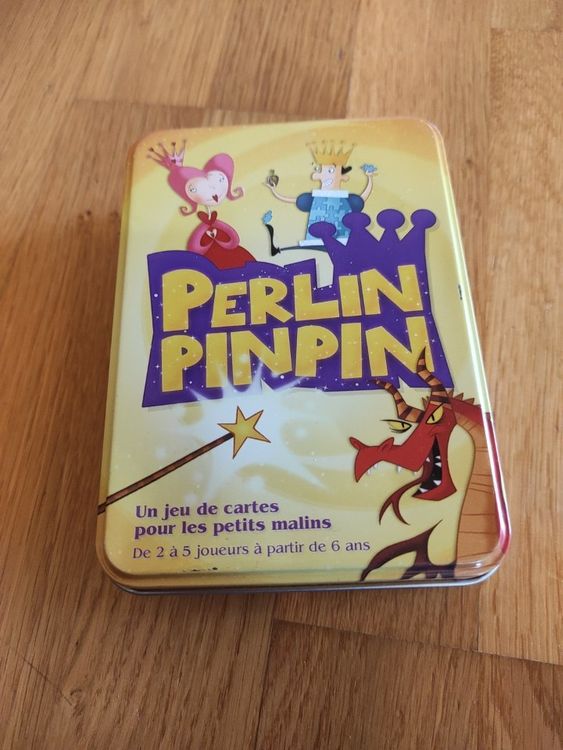 PERLIN
PINPIN
Un jeu de cartes
pour les petits malins
De 2 à 5 joueurs à partir de 6 ans